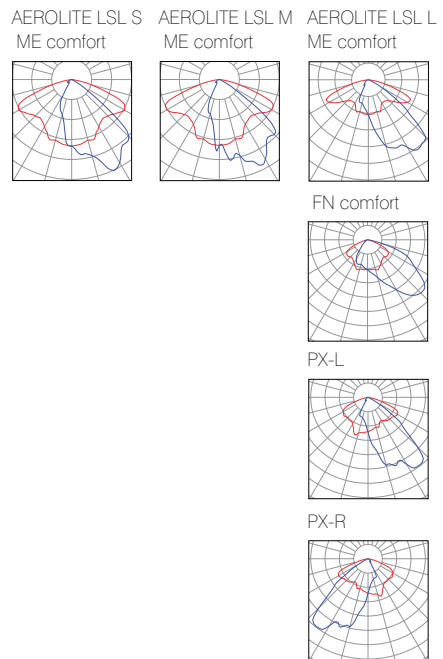 AEROLITE LSL S
ME comfort
AEROLITE LSL M
ME comfort
AEROLITE LSL L
ME comfort
FN comfort
PX-L
PX-R